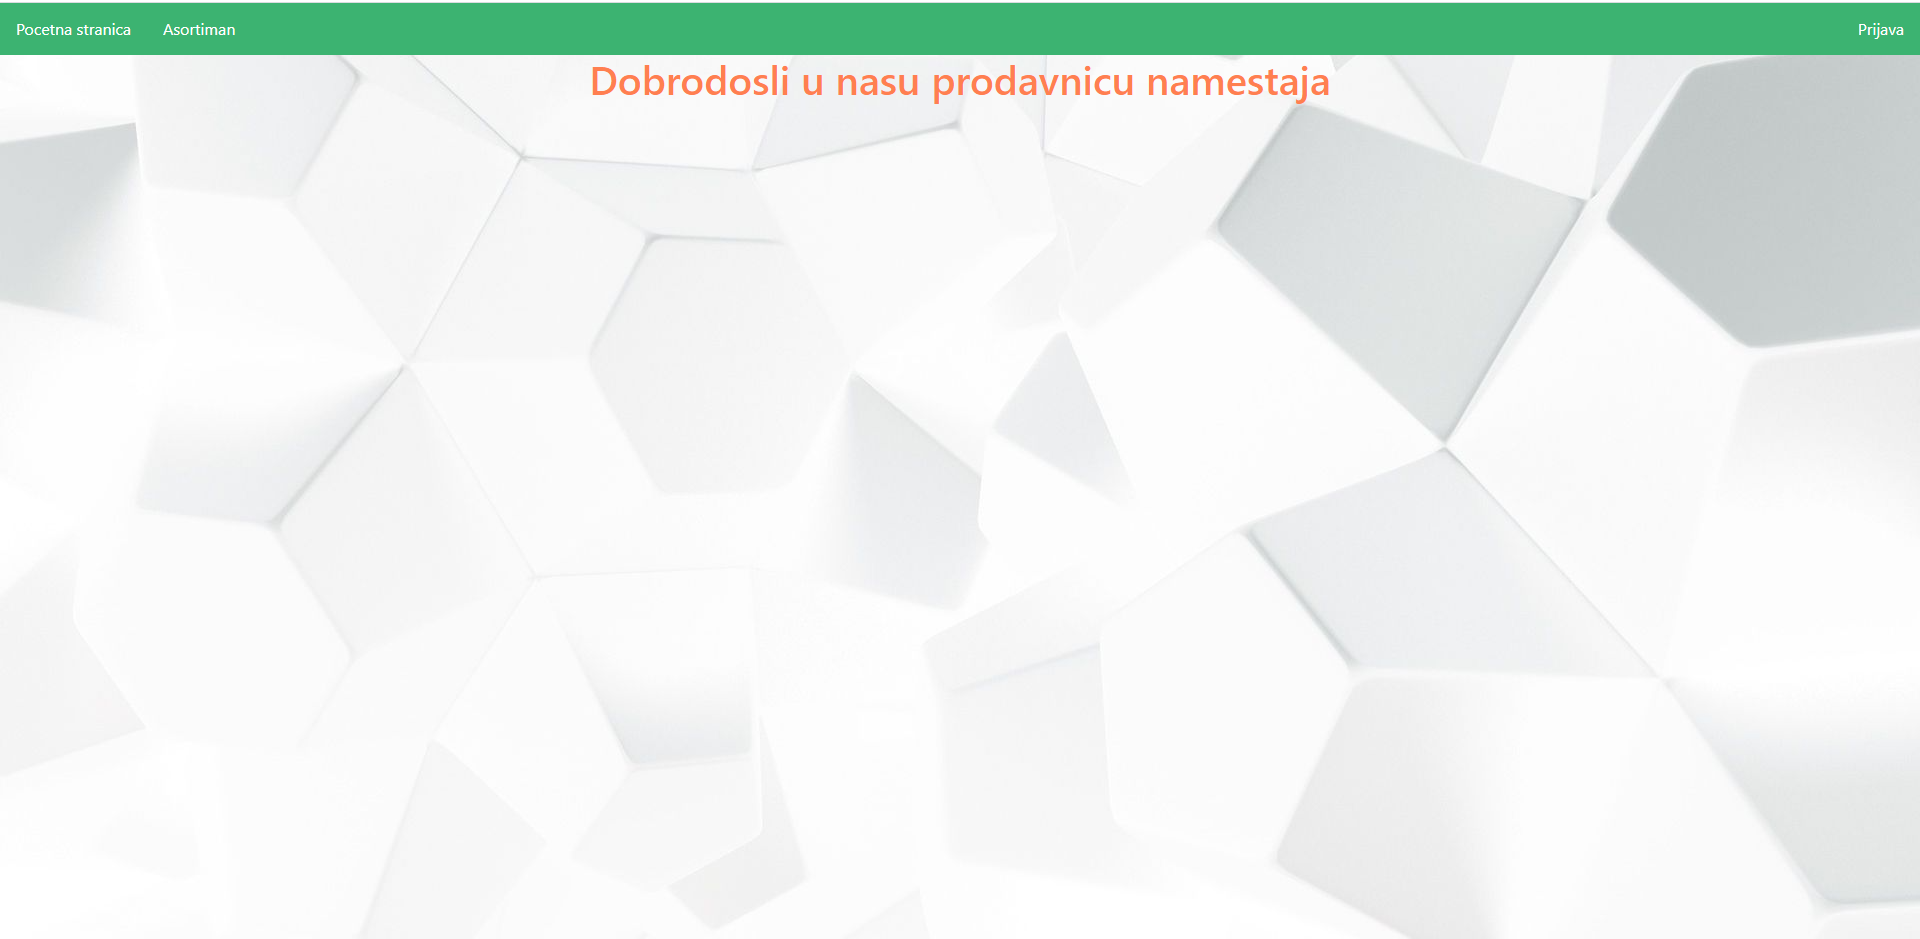 Pocetna stranica Asortiman Prijava
Dobrodosli u nasu prodavnicu namestaja